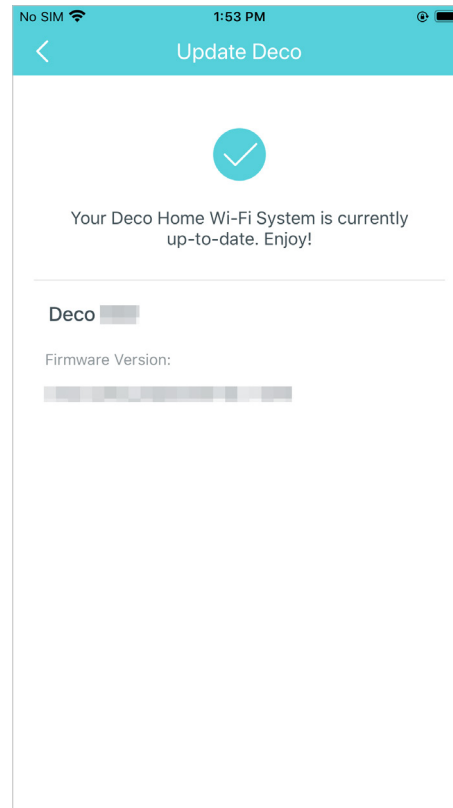 No SIM 1:53 PM
Update Deco
Your Deco Home Wi-Fi System is currently
up-to-date. Enjoy!
Deco
Firmware Version: